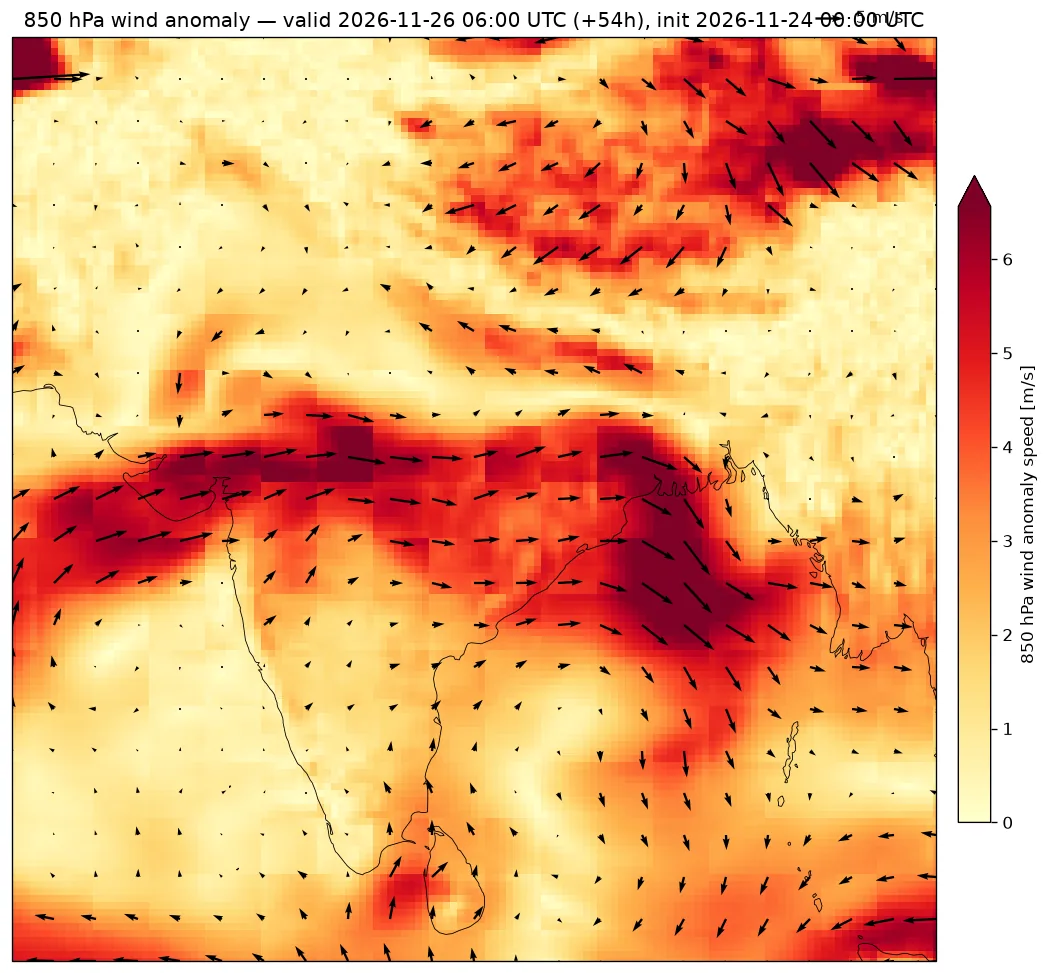 850 hPa wind anomaly — valid 2026-11-26 06:00 UTC (+54h), init 2026-11-24 00:00 UTC
5 m/s
6
5
4
3
2
1
0
850 hPa wind anomaly speed [m/s]